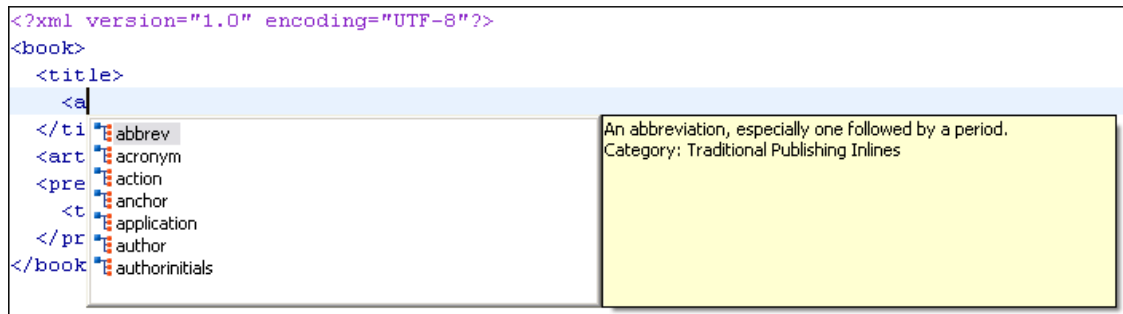 <?xml version="1.0" encoding="UTF-8"?>
<book>
<title>
<a
</ti
abbrev
An abbreviation, especially one followed by a period.
<art
acronym
Category: Traditional Publishing Inlines
<pre
action
anchor
<t
application
</pr
author
</book
authorinitials